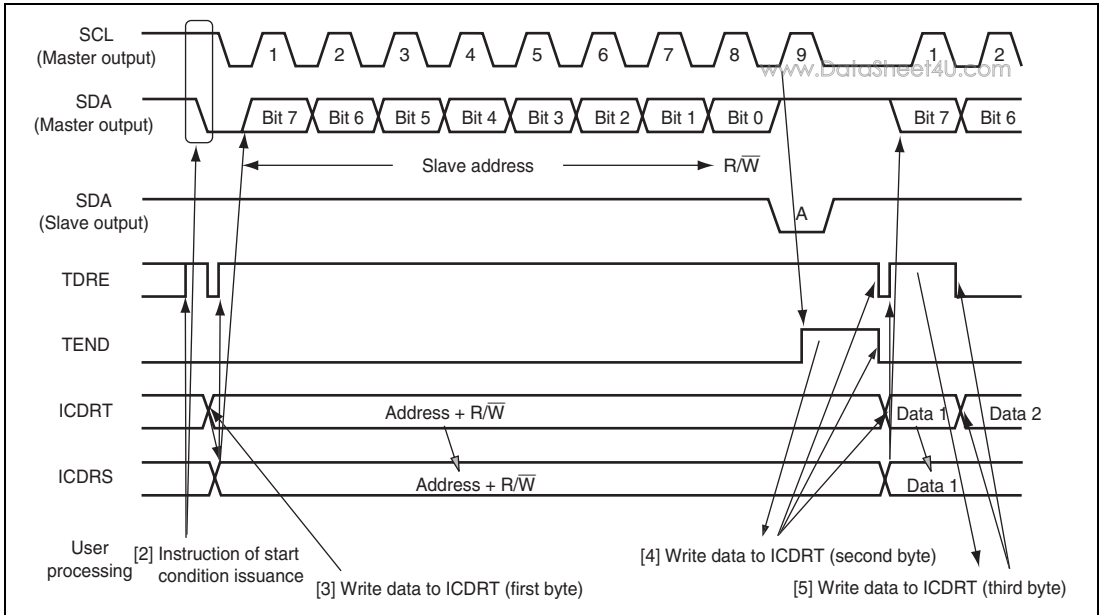 SCL
(Master output)
1 2 3 4 5 6 7 8 9 1 2
www.DataSheet4U.com
SDA
(Master output)
Bit 7 Bit 6 Bit 5 Bit 4 Bit 3 Bit 2 Bit 1 Bit 0 Bit 7 Bit 6
Slave address R/W̅
SDA
(Slave output)
A
TDRE
TEND
ICDRT
Address + R/W̅ Data 1 Data 2
ICDRS
Address + R/W̅ Data 1
User
processing
[2] Instruction of start
condition issuance
[3] Write data to ICDRT (first byte)
[4] Write data to ICDRT (second byte)
[5] Write data to ICDRT (third byte)